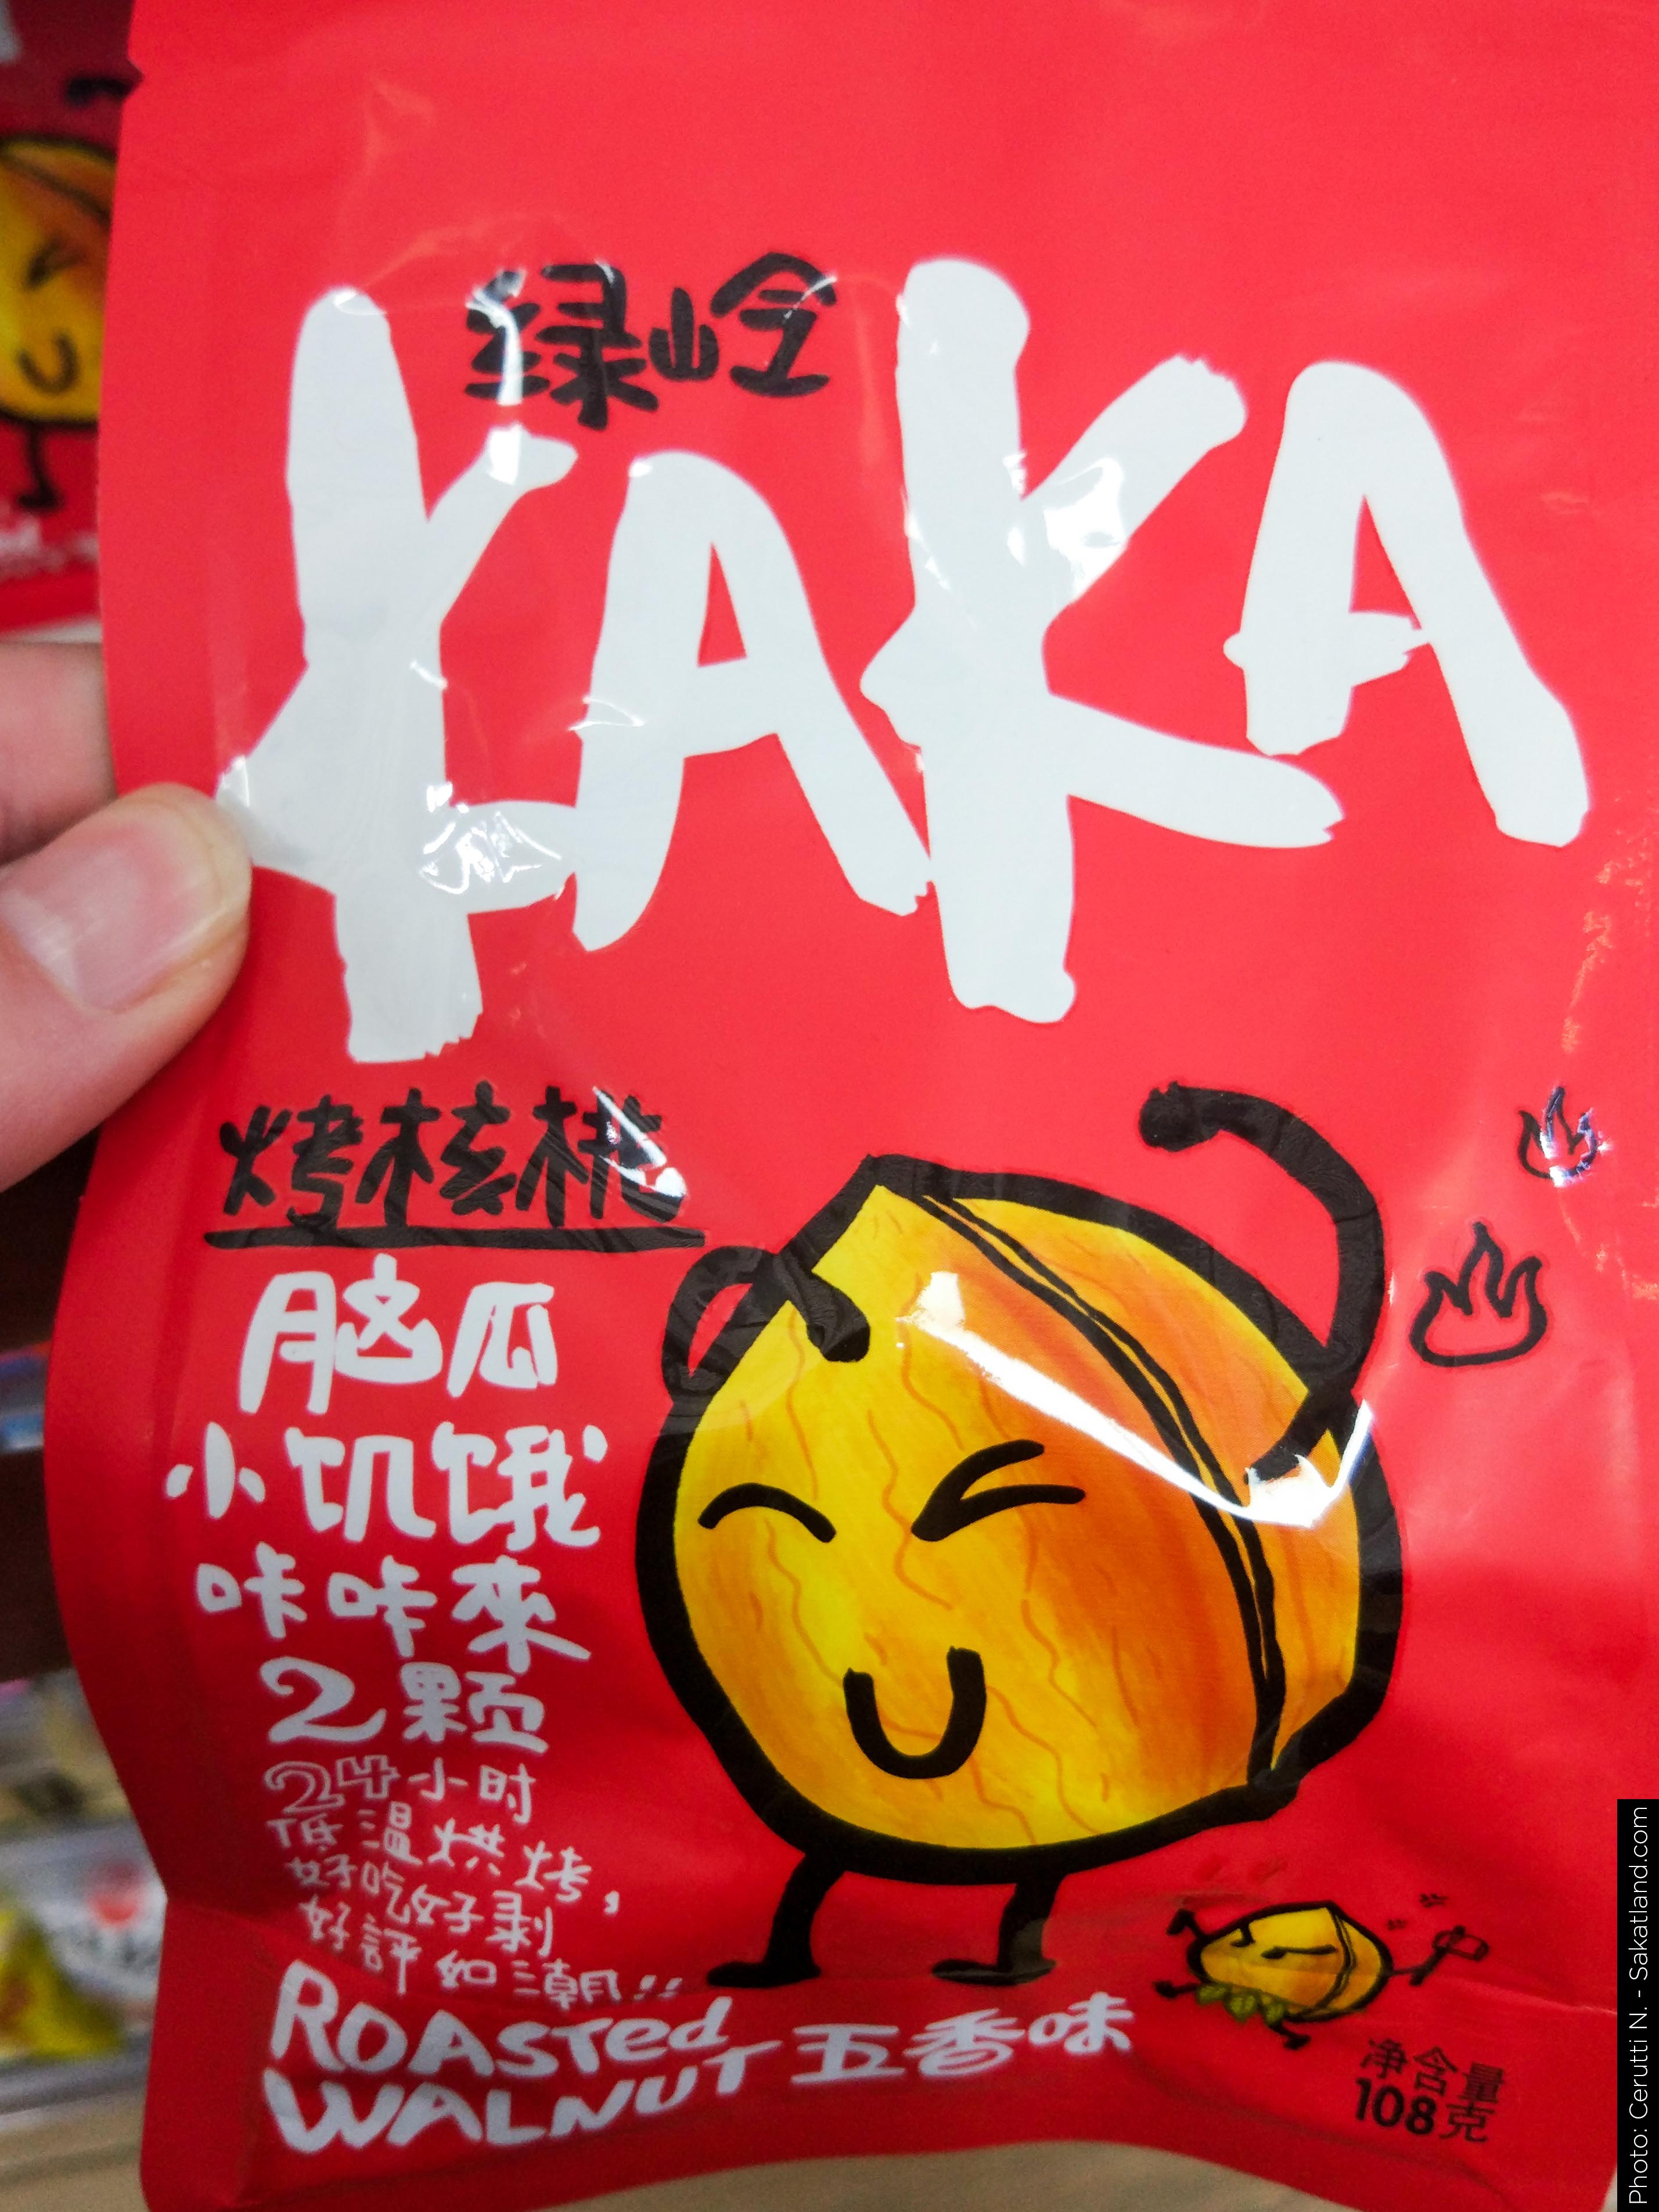 绿岭
KAKA
烤核桃
脑瓜
小饥饿
咔咔來
2颗
24小时
低温烘烤，
好吃好剥
好評如潮!!
ROASTed
WALNUT 五香味
净含量
108克
Photo: Cerutti N. - Sakatland.com